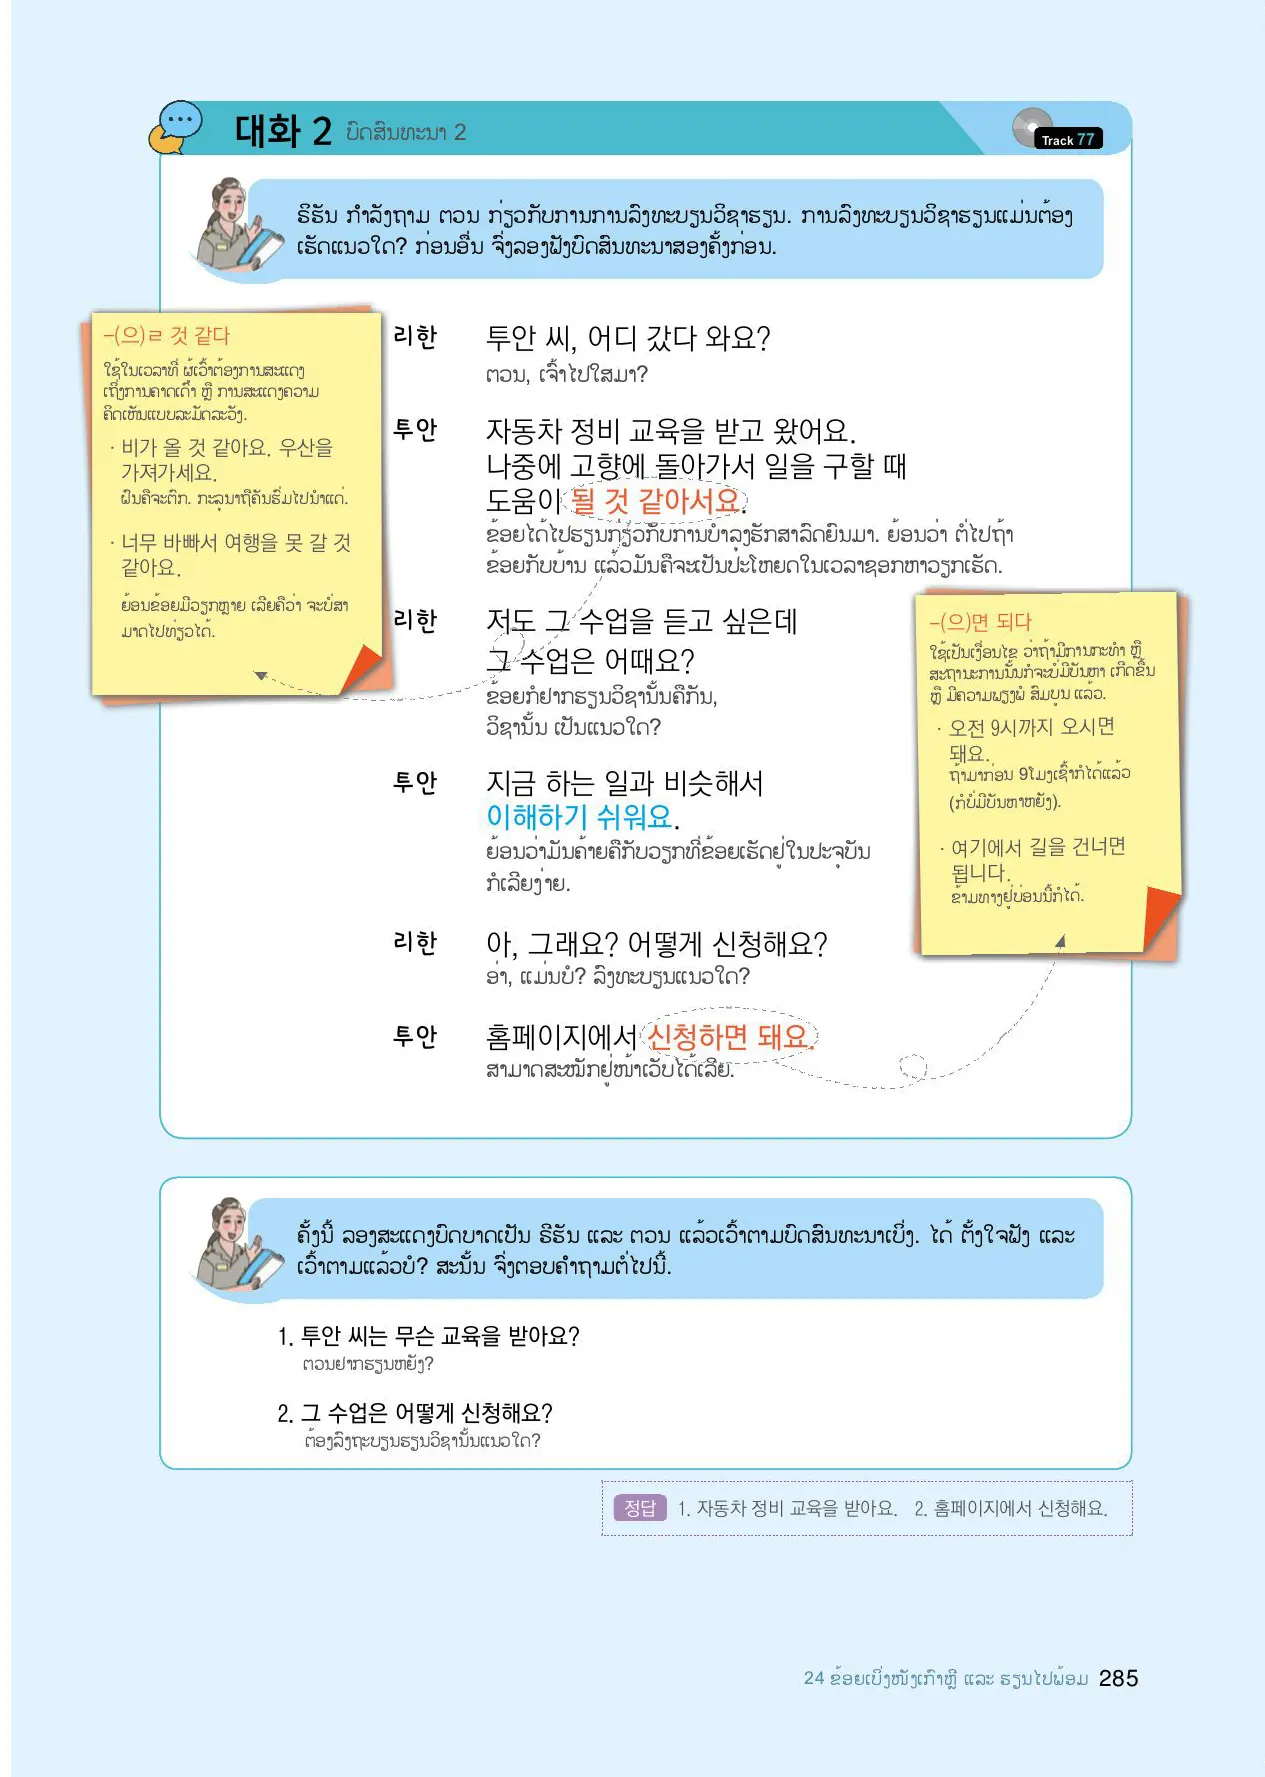 대화 2 ບົດສົນທະນາ 2
Track 77
ຣິຮັນ ກຳລັງຖາມ ຕວນ ກ່ຽວກັບການການລົງທະບຽນວິຊາຮຽນ. ການລົງທະບຽນວິຊາຮຽນແມ່ນຕ້ອງ
ເຮັດແນວໃດ? ກ່ອນອື່ນ ຈົ່ງລອງຟັງບົດສົນທະນາສອງຄັ້ງກ່ອນ.
리한 투안 씨, 어디 갔다 와요?
ຕວນ, ເຈົ້າໄປໃສມາ?
투안 자동차 정비 교육을 받고 왔어요.
나중에 고향에 돌아가서 일을 구할 때
도움이 될 것 같아서요.
ຂ້ອຍໄດ້ໄປຮຽນກ່ຽວກັບການບຳລຸງຮັກສາລົດຍົນມາ. ຍ້ອນວ່າ ຕໍ່ໄປຖ້າ
ຂ້ອຍກັບບ້ານ ແລ້ວມັນຄືຈະເປັນປະໂຫຍດໃນເວລາຊອກຫາວຽກເຮັດ.
리한 저도 그 수업을 듣고 싶은데
그 수업은 어때요?
ຂ້ອຍກໍຢາກຮຽນວິຊານັ້ນຄືກັນ,
ວິຊານັ້ນ ເປັນແນວໃດ?
투안 지금 하는 일과 비슷해서
이해하기 쉬워요.
ຍ້ອນວ່າມັນຄ້າຍຄືກັບວຽກທີ່ຂ້ອຍເຮັດຢູ່ໃນປະຈຸບັນ
ກໍເລີຍງ່າຍ.
리한 아, 그래요? 어떻게 신청해요?
ອ່າ, ແມ່ນບໍ? ລົງທະບຽນແນວໃດ?
투안 홈페이지에서 신청하면 돼요.
ສາມາດສະໝັກຢູ່ໜ້າເວັບໄດ້ເລີຍ.
-(으)ㄹ 것 같다
ໃຊ້ໃນເວລາທີ່ ຜູ້ເວົ້າຕ້ອງການສະແດງ
ເຖິງການຄາດເດົາ ຫຼື ການສະແດງຄວາມ
ຄິດເຫັນແບບລະມັດລະວັງ.
· 비가 올 것 같아요. 우산을
가져가세요.
ຝົນຄືຈະຕົກ. ກະລຸນາຖືຄັນຮົ່ມໄປນຳແດ່.
· 너무 바빠서 여행을 못 갈 것
같아요.
ຍ້ອນຂ້ອຍມີວຽກຫຼາຍ ເລີຍຄືວ່າ ຈະບໍ່ສາ
ມາດໄປທ່ຽວໄດ້.
-(으)면 되다
ໃຊ້ເປັນເງື່ອນໄຂ ວ່າຖ້າມີການກະທຳ ຫຼື
ສະຖານະການນັ້ນກໍຈະບໍ່ມີບັນຫາ ເກີດຂຶ້ນ
ຫຼື ມີຄວາມພຽງພໍ ສົມບູນ ແລ້ວ.
· 오전 9시까지 오시면
돼요.
ຖ້າມາກ່ອນ 9ໂມງເຊົ້າກໍໄດ້ແລ້ວ
(ກໍບໍ່ມີບັນຫາຫຍັງ).
· 여기에서 길을 건너면
됩니다.
ຂ້າມທາງຢູ່ບ່ອນນີ້ກໍໄດ້.
ຄັ້ງນີ້ ລອງສະແດງບົດບາດເປັນ ຣີຮັນ ແລະ ຕວນ ແລ້ວເວົ້າຕາມບົດສົນທະນາເບິ່ງ. ໄດ້ ຕັ້ງໃຈຟັງ ແລະ
ເວົ້າຕາມແລ້ວບໍ? ສະນັ້ນ ຈົ່ງຕອບຄຳຖາມຕໍ່ໄປນີ້.
1. 투안 씨는 무슨 교육을 받아요?
ຕວນຢາກຮຽນຫຍັງ?
2. 그 수업은 어떻게 신청해요?
ຕ້ອງລົງຖະບຽນຮຽນວິຊານັ້ນແນວໃດ?
정답 1. 자동차 정비 교육을 받아요. 2. 홈페이지에서 신청해요.
24 ຂ້ອຍເບິ່ງໜັງເກົາຫຼີ ແລະ ຮຽນໄປພ້ອມ 285